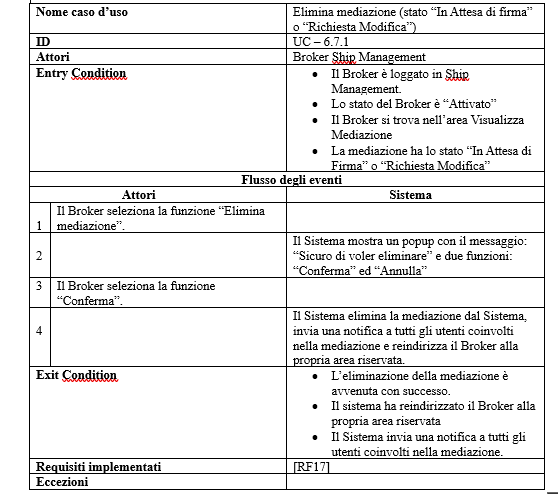 Nome caso d'uso
Elimina mediazione (stato "In Attesa di firma"
o "Richiesta Modifica")
ID
UC – 6.7.1
Attori
Broker Ship Management
Entry Condition
• Il Broker è loggato in Ship
Management.
• Lo stato del Broker è "Attivato"
• Il Broker si trova nell'area Visualizza
Mediazione
• La mediazione ha lo stato "In Attesa di
Firma" o "Richiesta Modifica"
Flusso degli eventi
Attori
Sistema
1
Il Broker seleziona la funzione "Elimina
mediazione".
2
Il Sistema mostra un popup con il messaggio:
"Sicuro di voler eliminare" e due funzioni:
"Conferma" ed "Annulla"
3
Il Broker seleziona la funzione
"Conferma".
4
Il Sistema elimina la mediazione dal Sistema,
invia una notifica a tutti gli utenti coinvolti
nella mediazione e reindirizza il Broker alla
propria area riservata.
Exit Condition
• L'eliminazione della mediazione è
avvenuta con successo.
• Il sistema ha reindirizzato il Broker alla
propria area riservata
• Il Sistema invia una notifica a tutti gli
utenti coinvolti nella mediazione.
Requisiti implementati
[RF17]
Eccezioni